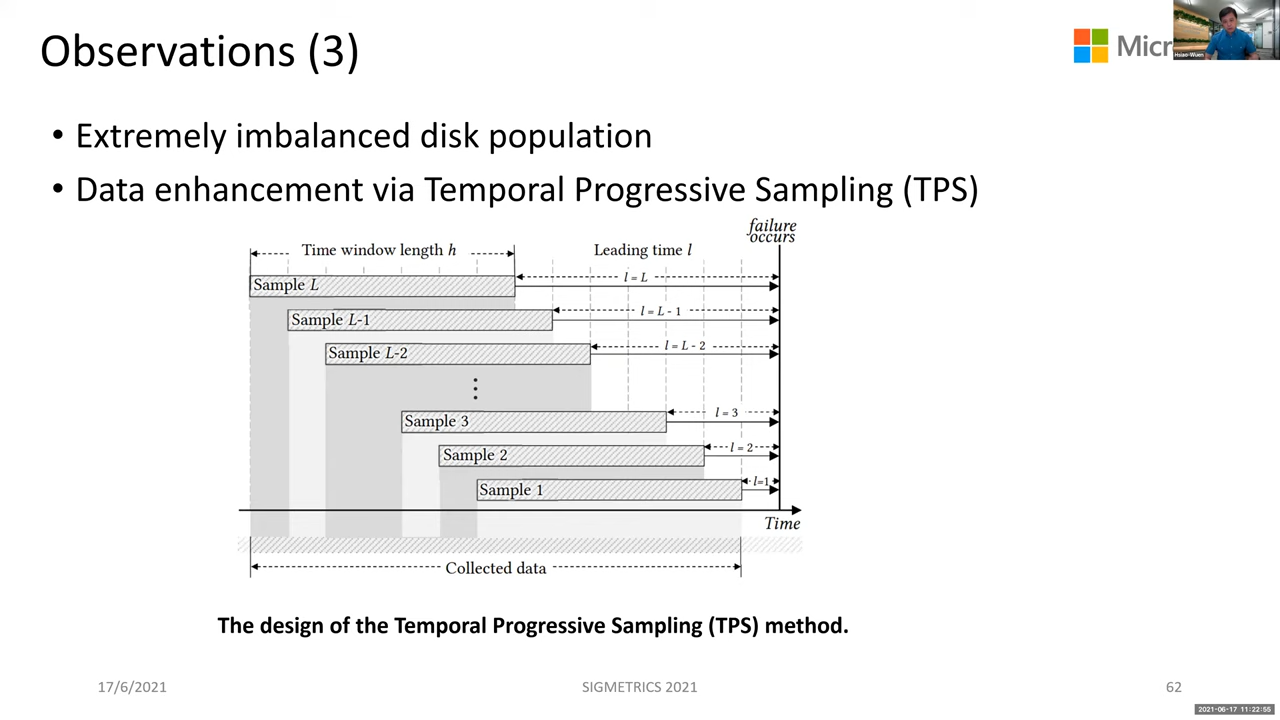 Observations (3)
Micr
Hsiao-Wuen
• Extremely imbalanced disk population
• Data enhancement via Temporal Progressive Sampling (TPS)
failure
occurs
Time window length h
Leading time l
Sample L
l = L
Sample L-1
l = L - 1
Sample L-2
l = L - 2
Sample 3
l = 3
Sample 2
l = 2
Sample 1
l=1
Time
Collected data
The design of the Temporal Progressive Sampling (TPS) method.
17/6/2021
SIGMETRICS 2021
62
2021-06-17 11:22:55